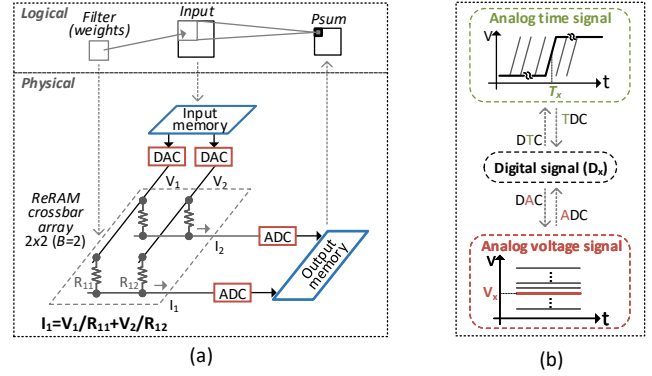 Logical
Filter
(weights)
Input
Psum
Physical
Input
memory
DAC
DAC
V1
V2
ReRAM
crossbar
array
2x2 (B=2)
I2
ADC
R11
R12
I1
ADC
Output
memory
I1=V1/R11+V2/R12
(a)
Analog time signal
V
t
Tx
DTC
TDC
Digital signal (Dx)
DAC
ADC
Analog voltage signal
V
Vx
t
(b)